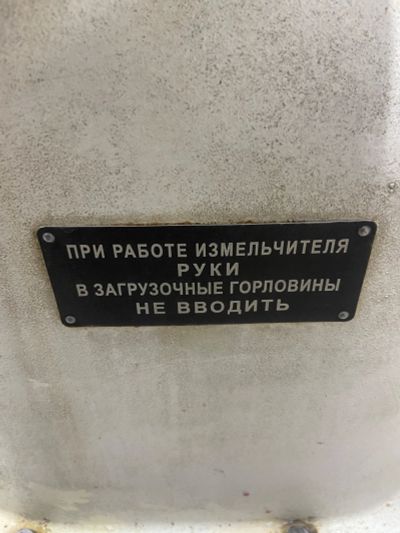 ПРИ РАБОТЕ ИЗМЕЛЬЧИТЕЛЯ
РУКИ
В ЗАГРУЗОЧНЫЕ ГОРЛОВИНЫ
НЕ ВВОДИТЬ